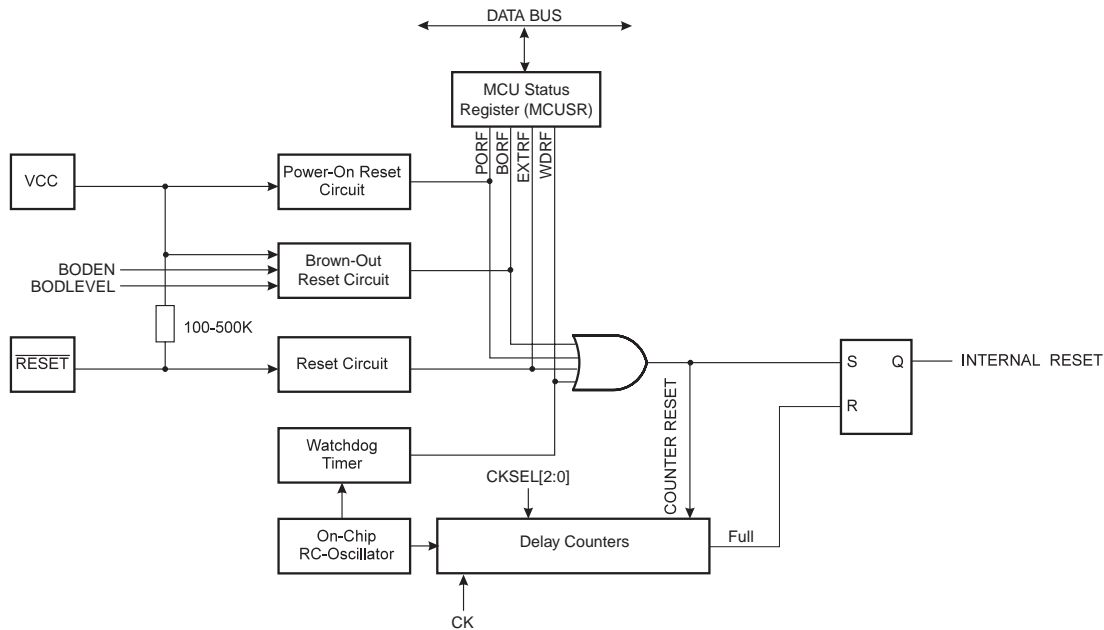 DATA BUS
MCU Status
Register (MCUSR)
PORF
BORF
EXTRF
WDRF
VCC
Power-On Reset
Circuit
BODEN
BODLEVEL
Brown-Out
Reset Circuit
100-500K
RESET
Reset Circuit
S
Q
INTERNAL RESET
R
COUNTER RESET
Watchdog
Timer
CKSEL[2:0]
On-Chip
RC-Oscillator
Delay Counters
Full
CK